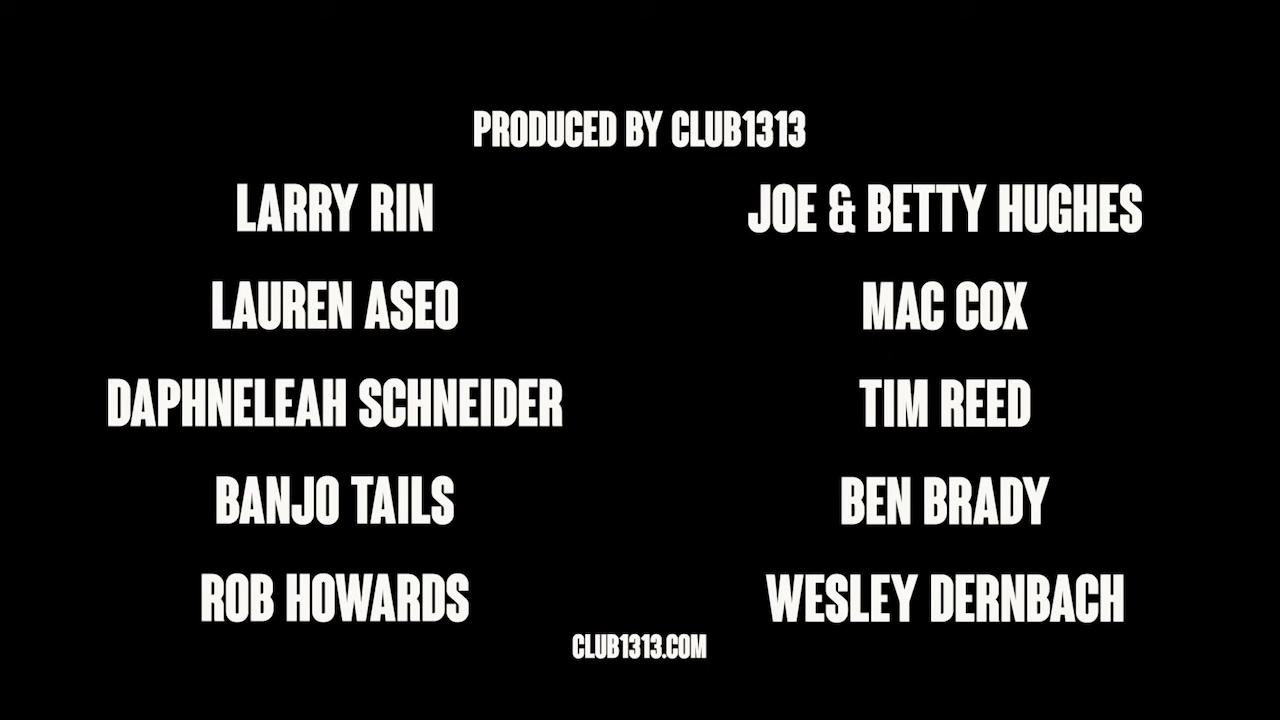 PRODUCED BY CLUB1313
LARRY RIN
JOE & BETTY HUGHES
LAUREN ASEO
MAC COX
DAPHNELEAH SCHNEIDER
TIM REED
BANJO TAILS
BEN BRADY
ROB HOWARDS
WESLEY DERNBACH
CLUB1313.COM